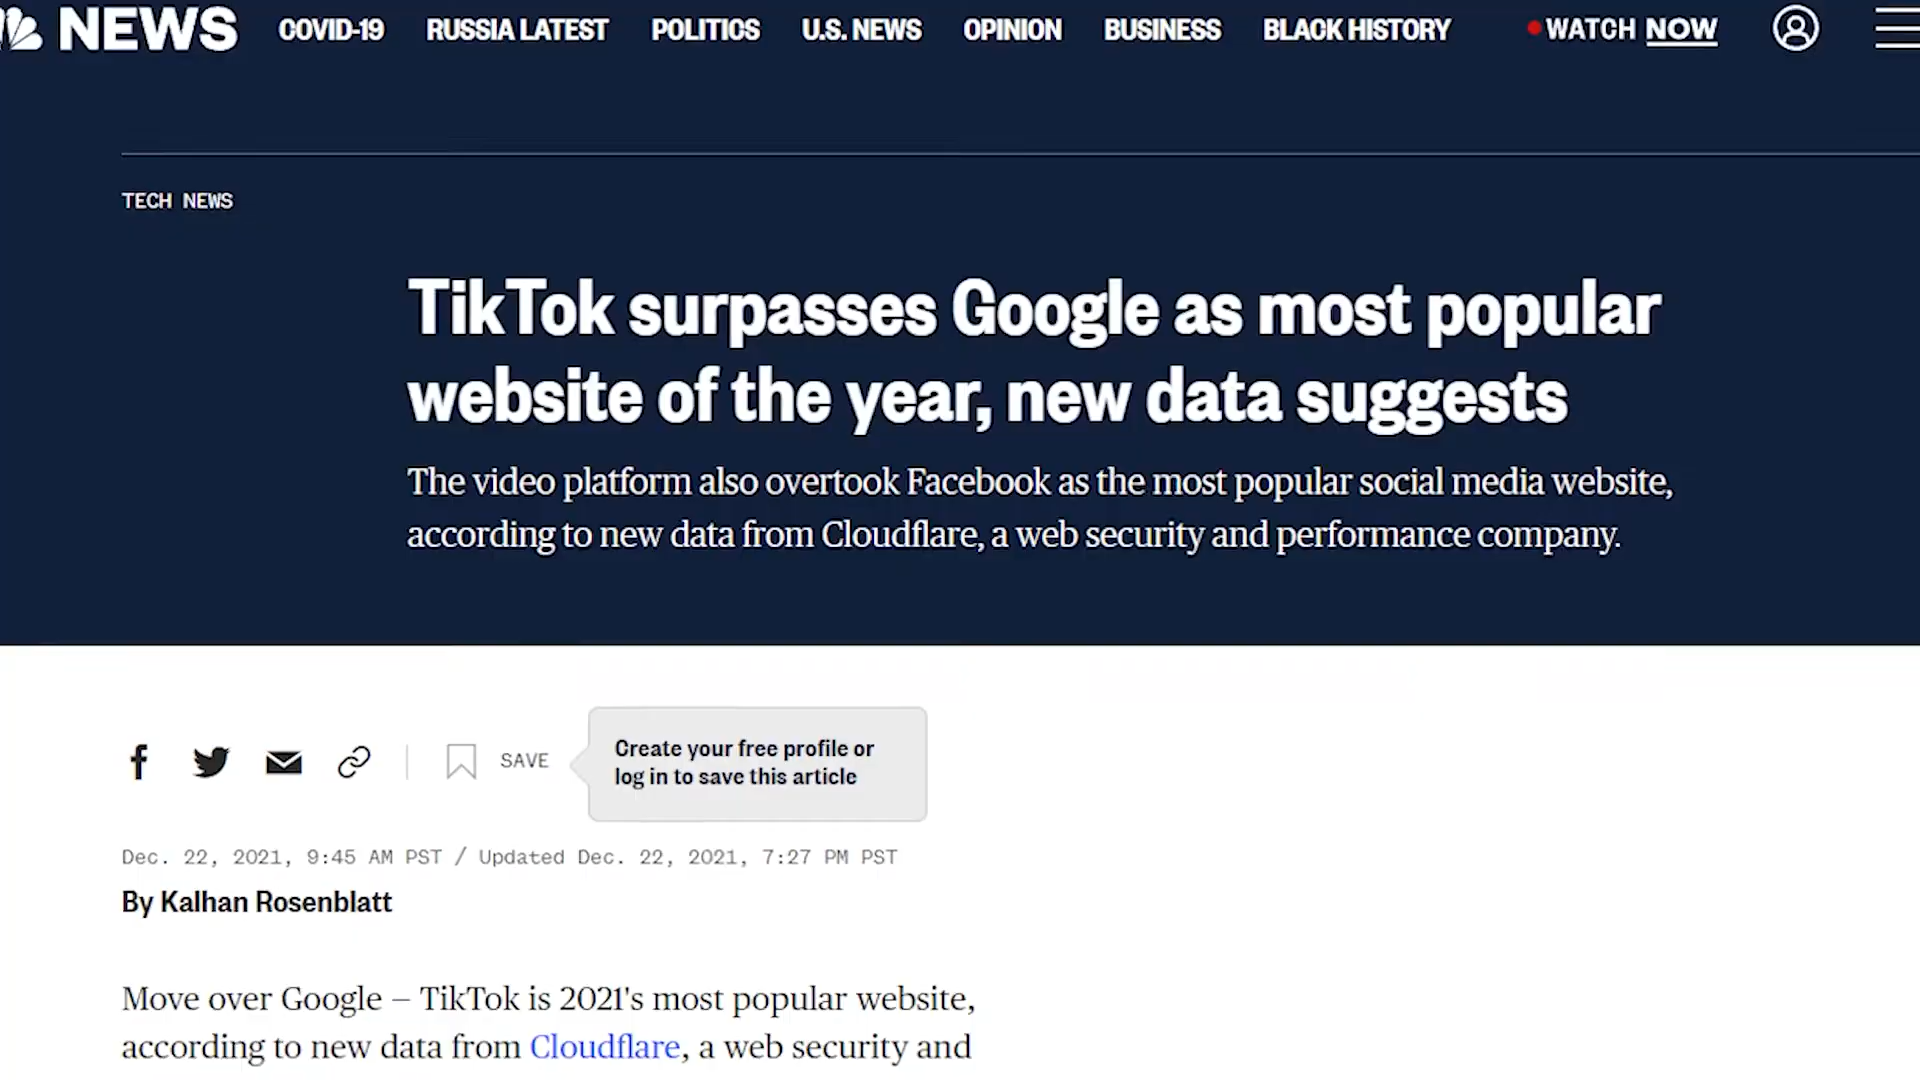 NEWS COVID-19 RUSSIA LATEST POLITICS U.S. NEWS OPINION BUSINESS BLACK HISTORY WATCH NOW
TECH NEWS
TikTok surpasses Google as most popular
website of the year, new data suggests
The video platform also overtook Facebook as the most popular social media website,
according to new data from Cloudflare, a web security and performance company.
SAVE
Create your free profile or
log in to save this article
Dec. 22, 2021, 9:45 AM PST / Updated Dec. 22, 2021, 7:27 PM PST
By Kalhan Rosenblatt
Move over Google — TikTok is 2021's most popular website,
according to new data from Cloudflare, a web security and